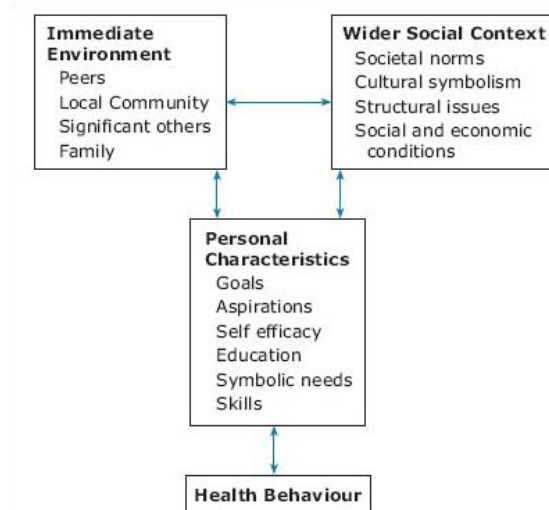 Immediate
Environment
Peers
Local Community
Significant others
Family
Wider Social Context
Societal norms
Cultural symbolism
Structural issues
Social and economic
conditions
Personal
Characteristics
Goals
Aspirations
Self efficacy
Education
Symbolic needs
Skills
Health Behaviour